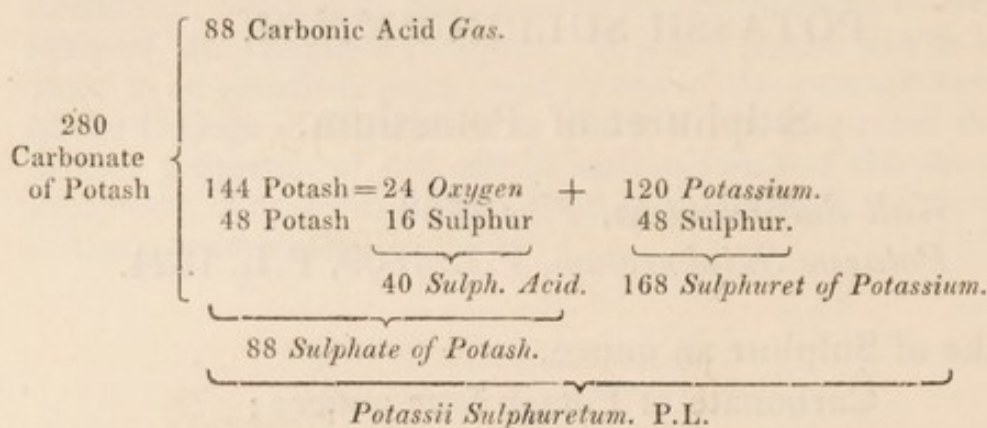 88 Carbonic Acid Gas.
280
Carbonate
of Potash
144 Potash = 24 Oxygen + 120 Potassium.
48 Potash 16 Sulphur 48 Sulphur.
40 Sulph. Acid. 168 Sulphuret of Potassium.
88 Sulphate of Potash.
Potassii Sulphuretum. P.L.